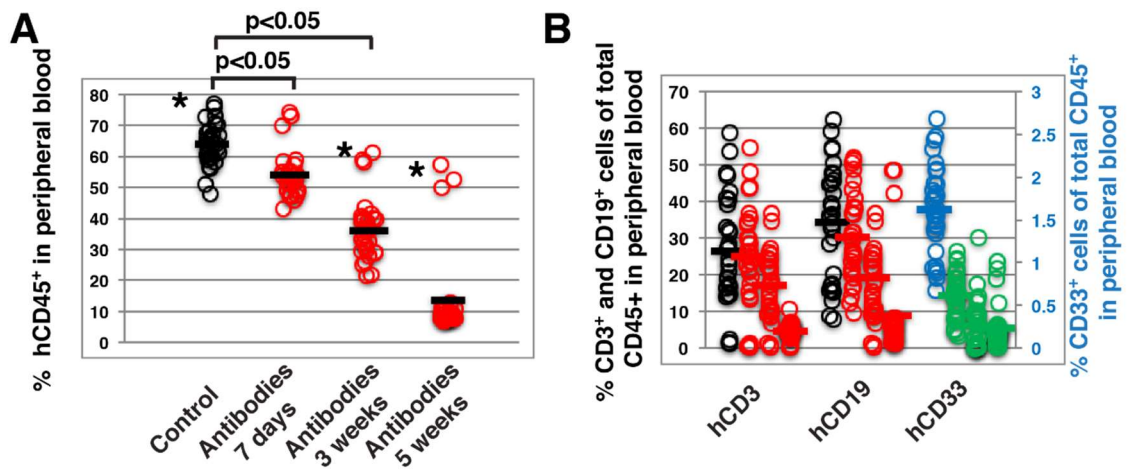 A
p<0.05
p<0.05
% hCD45⁺ in peripheral blood
80
70
60
50
40
30
20
10
0
*
*
*
Control
Antibodies
7 days
Antibodies
3 weeks
Antibodies
5 weeks
B
% CD3⁺ and CD19⁺ cells of total
CD45+ in peripheral blood
70
60
50
40
30
20
10
0
3
2.5
2
1.5
1
0.5
0
% CD33⁺ cells of total CD45⁺
in peripheral blood
hCD3
hCD19
hCD33